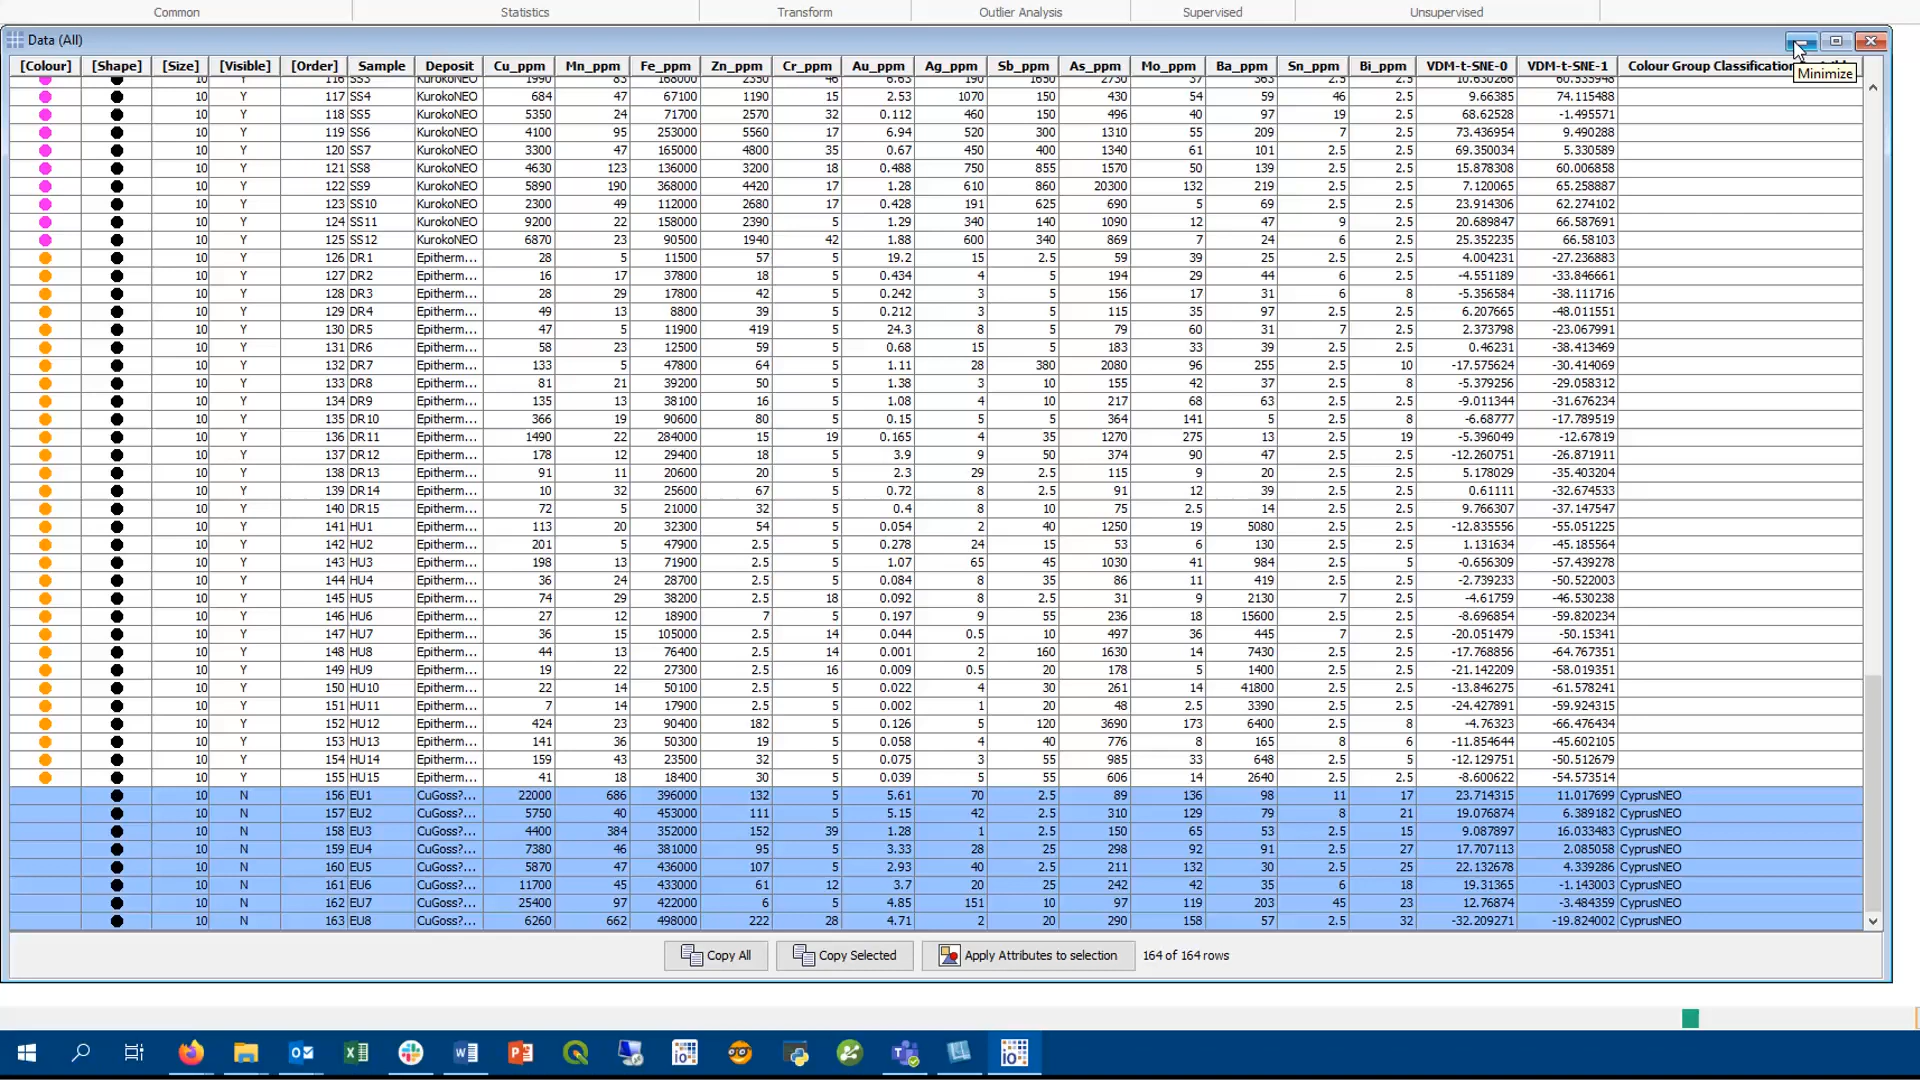 Common Statistics Transform Outlier Analysis Supervised Unsupervised
Data (All)
[Colour] [Shape] [Size] [Visible] [Order] Sample Deposit Cu_ppm Mn_ppm Fe_ppm Zn_ppm Cr_ppm Au_ppm Ag_ppm Sb_ppm As_ppm Mo_ppm Ba_ppm Sn_ppm Bi_ppm VDM-t-SNE-0 VDM-t-SNE-1 Colour Group Classification
Minimize
10 Y 116 SS3 KurokoNEO 1990 83 168000 2350 46 6.63 190 1650 2730 37 363 2.5 2.5 10.630266 60.535948
10 Y 117 SS4 KurokoNEO 684 47 67100 1190 15 2.53 1070 150 430 54 59 46 2.5 9.66385 74.115488
10 Y 118 SS5 KurokoNEO 5350 24 71700 2570 32 0.112 460 150 496 40 97 19 2.5 68.62528 -1.495571
10 Y 119 SS6 KurokoNEO 4100 95 253000 5560 17 6.94 520 300 1310 55 209 7 2.5 73.436954 9.490288
10 Y 120 SS7 KurokoNEO 3300 47 165000 4800 35 0.67 450 400 1340 61 101 2.5 2.5 69.350034 5.330589
10 Y 121 SS8 KurokoNEO 4630 123 136000 3200 18 0.488 750 855 1570 50 139 2.5 2.5 15.878308 60.006858
10 Y 122 SS9 KurokoNEO 5890 190 368000 4420 17 1.28 610 860 20300 132 219 2.5 2.5 7.120065 65.258887
10 Y 123 SS10 KurokoNEO 2300 49 112000 2680 17 0.428 191 625 690 5 69 2.5 2.5 23.914306 62.274102
10 Y 124 SS11 KurokoNEO 9200 22 158000 2390 5 1.29 340 140 1090 12 47 9 2.5 20.689847 66.587691
10 Y 125 SS12 KurokoNEO 6870 23 90500 1940 42 1.88 600 340 869 7 24 6 2.5 25.352235 66.58103
10 Y 126 DR1 Epitherm... 28 5 11500 57 5 19.2 15 2.5 59 39 25 2.5 2.5 4.004231 -27.236883
10 Y 127 DR2 Epitherm... 16 17 37800 18 5 0.434 4 5 194 29 44 6 2.5 -4.551189 -33.846661
10 Y 128 DR3 Epitherm... 28 29 17800 42 5 0.242 3 5 156 17 31 6 8 -5.356584 -38.111716
10 Y 129 DR4 Epitherm... 49 13 8800 39 5 0.212 3 5 115 35 97 2.5 2.5 6.207665 -48.011551
10 Y 130 DR5 Epitherm... 47 5 11900 419 5 24.3 8 5 79 60 31 7 2.5 2.373798 -23.067991
10 Y 131 DR6 Epitherm... 58 23 12500 59 5 0.68 15 5 183 33 39 2.5 2.5 0.46231 -38.413469
10 Y 132 DR7 Epitherm... 133 5 47800 64 5 1.11 28 380 2080 96 255 2.5 10 -17.575624 -30.414069
10 Y 133 DR8 Epitherm... 81 21 39200 50 5 1.38 3 10 155 42 37 2.5 8 -5.379256 -29.058312
10 Y 134 DR9 Epitherm... 135 13 38100 16 5 1.08 4 10 217 68 63 2.5 2.5 -9.011344 -31.676234
10 Y 135 DR10 Epitherm... 366 19 90600 80 5 0.15 5 5 364 141 5 2.5 8 -6.68777 -17.789519
10 Y 136 DR11 Epitherm... 1490 22 284000 15 19 0.165 4 35 1270 275 13 2.5 19 -5.396049 -12.67819
10 Y 137 DR12 Epitherm... 178 12 29400 18 5 3.9 9 50 374 90 47 2.5 2.5 -12.260751 -26.871911
10 Y 138 DR13 Epitherm... 91 11 20600 20 5 2.3 29 2.5 115 9 20 2.5 2.5 5.178029 -35.403204
10 Y 139 DR14 Epitherm... 10 32 25600 67 5 0.72 8 2.5 91 12 39 2.5 2.5 0.61111 -32.674533
10 Y 140 DR15 Epitherm... 72 5 21000 32 5 0.4 8 10 75 2.5 14 2.5 2.5 9.766307 -37.147547
10 Y 141 HU1 Epitherm... 113 20 32300 54 5 0.054 2 40 1250 19 5080 2.5 2.5 -12.835556 -55.051225
10 Y 142 HU2 Epitherm... 201 5 47900 2.5 5 0.278 24 15 53 6 130 2.5 2.5 1.131634 -45.185564
10 Y 143 HU3 Epitherm... 198 13 71900 2.5 5 1.07 65 45 1030 41 984 2.5 5 -0.656309 -57.439278
10 Y 144 HU4 Epitherm... 36 24 28700 2.5 5 0.084 8 35 86 11 419 2.5 2.5 -2.739233 -50.522003
10 Y 145 HU5 Epitherm... 74 29 38200 2.5 18 0.092 8 2.5 31 9 2130 7 2.5 -4.61759 -46.530238
10 Y 146 HU6 Epitherm... 27 12 18900 7 5 0.197 9 55 236 18 15600 2.5 2.5 -8.696854 -59.820234
10 Y 147 HU7 Epitherm... 36 15 105000 2.5 14 0.044 0.5 10 497 36 445 7 2.5 -20.051479 -50.15341
10 Y 148 HU8 Epitherm... 44 13 76400 2.5 14 0.001 2 160 1630 14 7430 2.5 2.5 -17.768856 -64.767351
10 Y 149 HU9 Epitherm... 19 22 27300 2.5 16 0.009 0.5 20 178 5 1400 2.5 2.5 -21.142209 -58.019351
10 Y 150 HU10 Epitherm... 22 14 50100 2.5 5 0.022 4 30 261 14 41800 2.5 2.5 -13.846275 -61.578241
10 Y 151 HU11 Epitherm... 7 14 17900 2.5 5 0.002 1 20 48 2.5 3390 2.5 2.5 -24.427891 -59.924315
10 Y 152 HU12 Epitherm... 424 23 90400 182 5 0.126 5 120 3690 173 6400 2.5 8 -4.76323 -66.476434
10 Y 153 HU13 Epitherm... 141 36 50300 19 5 0.058 4 40 776 8 165 8 6 -11.854644 -45.602105
10 Y 154 HU14 Epitherm... 159 43 23500 32 5 0.075 3 55 985 33 648 2.5 5 -12.129751 -50.512679
10 Y 155 HU15 Epitherm... 41 18 18400 30 5 0.039 5 55 606 14 2640 2.5 2.5 -8.600622 -54.573514
10 N 156 EU1 CuGoss?... 22000 686 396000 132 5 5.61 70 2.5 89 136 98 11 17 23.714315 11.017699 CyprusNEO
10 N 157 EU2 CuGoss?... 5750 40 453000 111 5 5.15 42 2.5 310 129 79 8 21 19.076874 6.389182 CyprusNEO
10 N 158 EU3 CuGoss?... 4400 384 352000 152 39 1.28 1 5 150 65 53 2.5 15 9.087897 16.033483 CyprusNEO
10 N 159 EU4 CuGoss?... 7380 46 381000 95 5 3.33 28 25 298 92 91 2.5 27 17.707113 2.085058 CyprusNEO
10 N 160 EU5 CuGoss?... 5870 47 436000 107 5 2.93 40 2.5 211 132 30 2.5 25 22.132678 4.339286 CyprusNEO
10 N 161 EU6 CuGoss?... 11700 45 433000 61 12 3.7 20 25 242 42 35 6 18 19.31365 -1.143003 CyprusNEO
10 N 162 EU7 CuGoss?... 25400 97 422000 6 5 4.85 151 10 97 119 203 45 23 12.76874 -3.484359 CyprusNEO
10 N 163 EU8 CuGoss?... 6260 662 498000 222 28 4.71 2 20 290 158 57 2.5 32 -32.209271 -19.824002 CyprusNEO
Copy All Copy Selected Apply Attributes to selection 164 of 164 rows